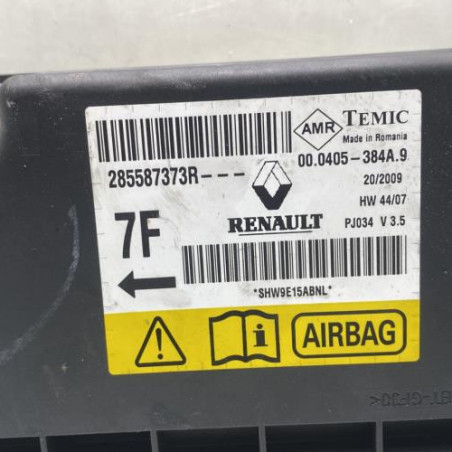 AMR TEMIC
Made in Romania
285587373R--- 00.0405-384A.9
20/2009
7F HW 44/07
RENAULT PJ034 V 3.5
*SHW9E15ABNL*
AIRBAG